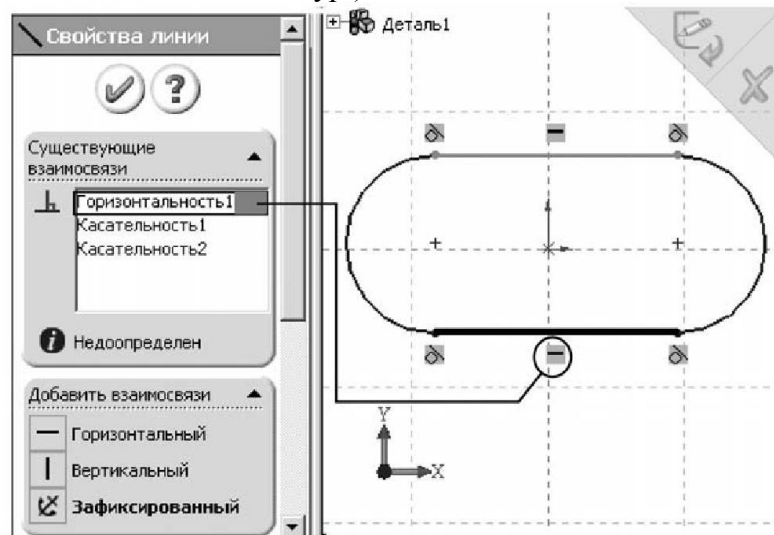 Свойства линии
Деталь1
Существующие
взаимосвязи
Горизонтальность1
Касательность1
Касательность2
Недоопределен
Добавить взаимосвязи
Горизонтальный
Вертикальный
Зафиксированный
Y
X